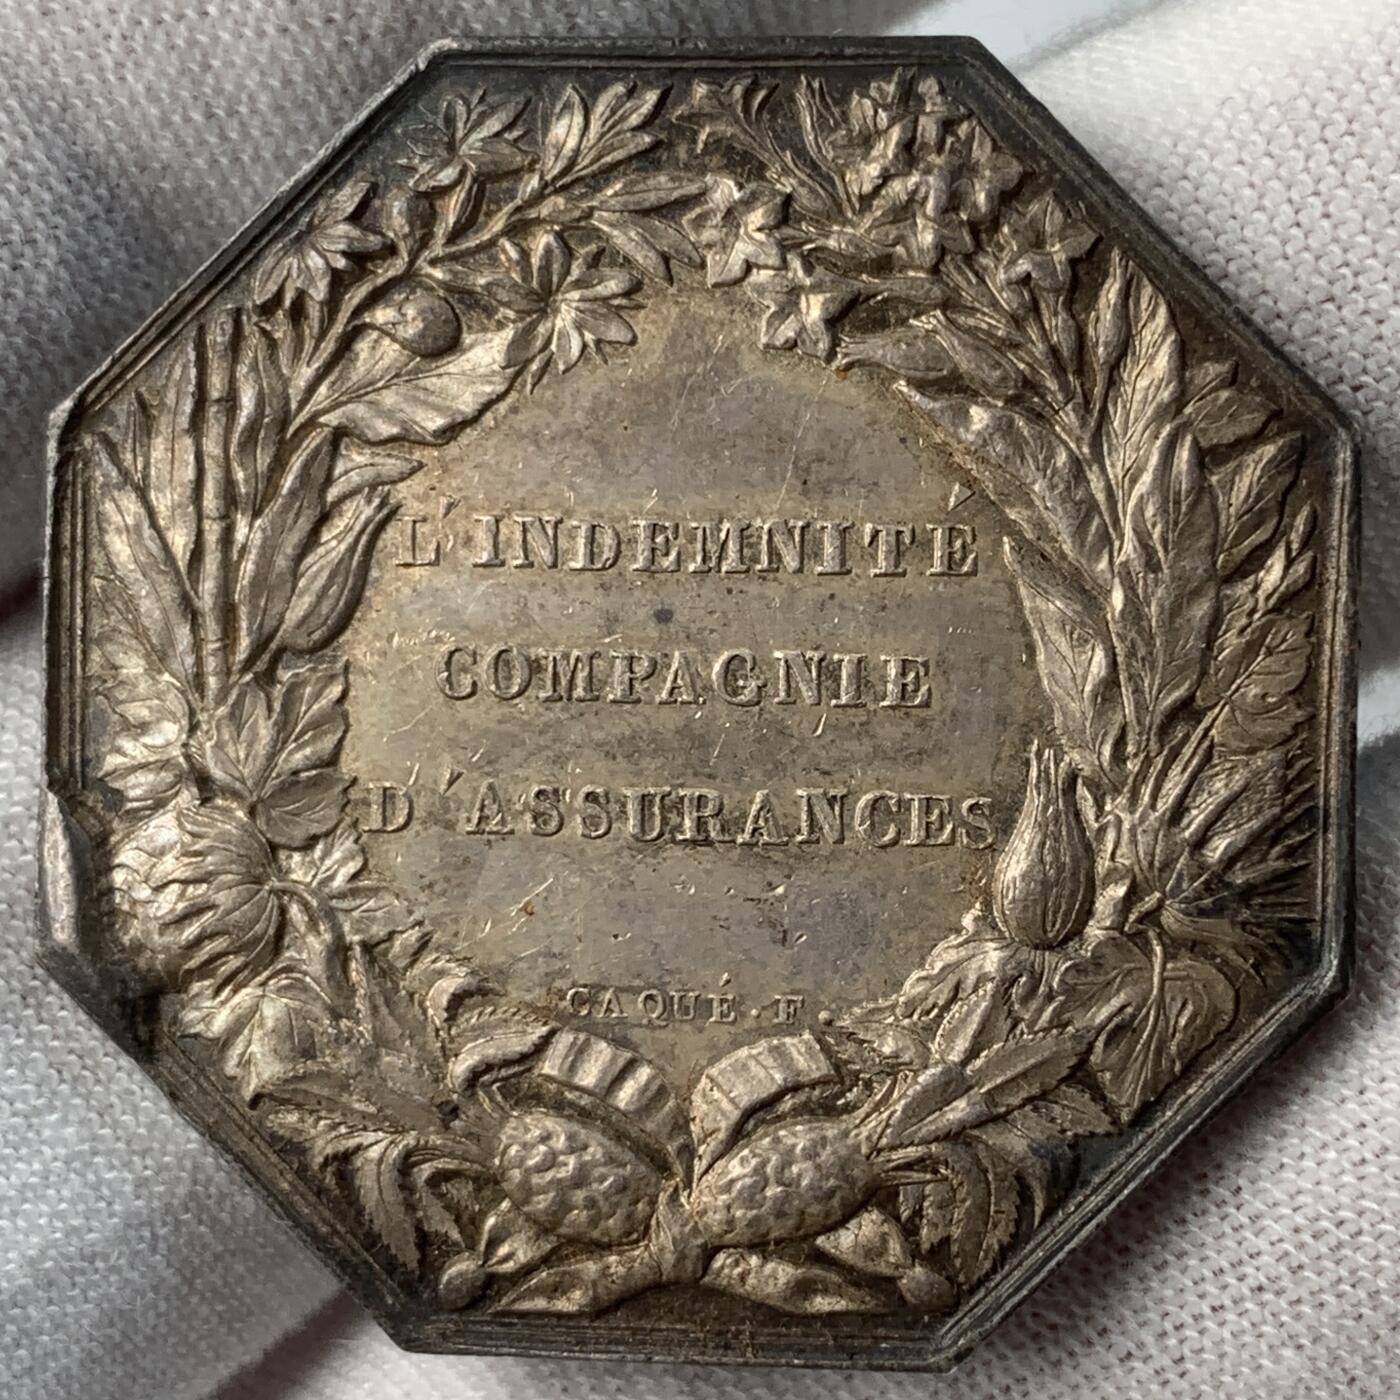 L'INDEMNITÉ
COMPAGNIE
D'ASSURANCES
CAQUÉ·F.